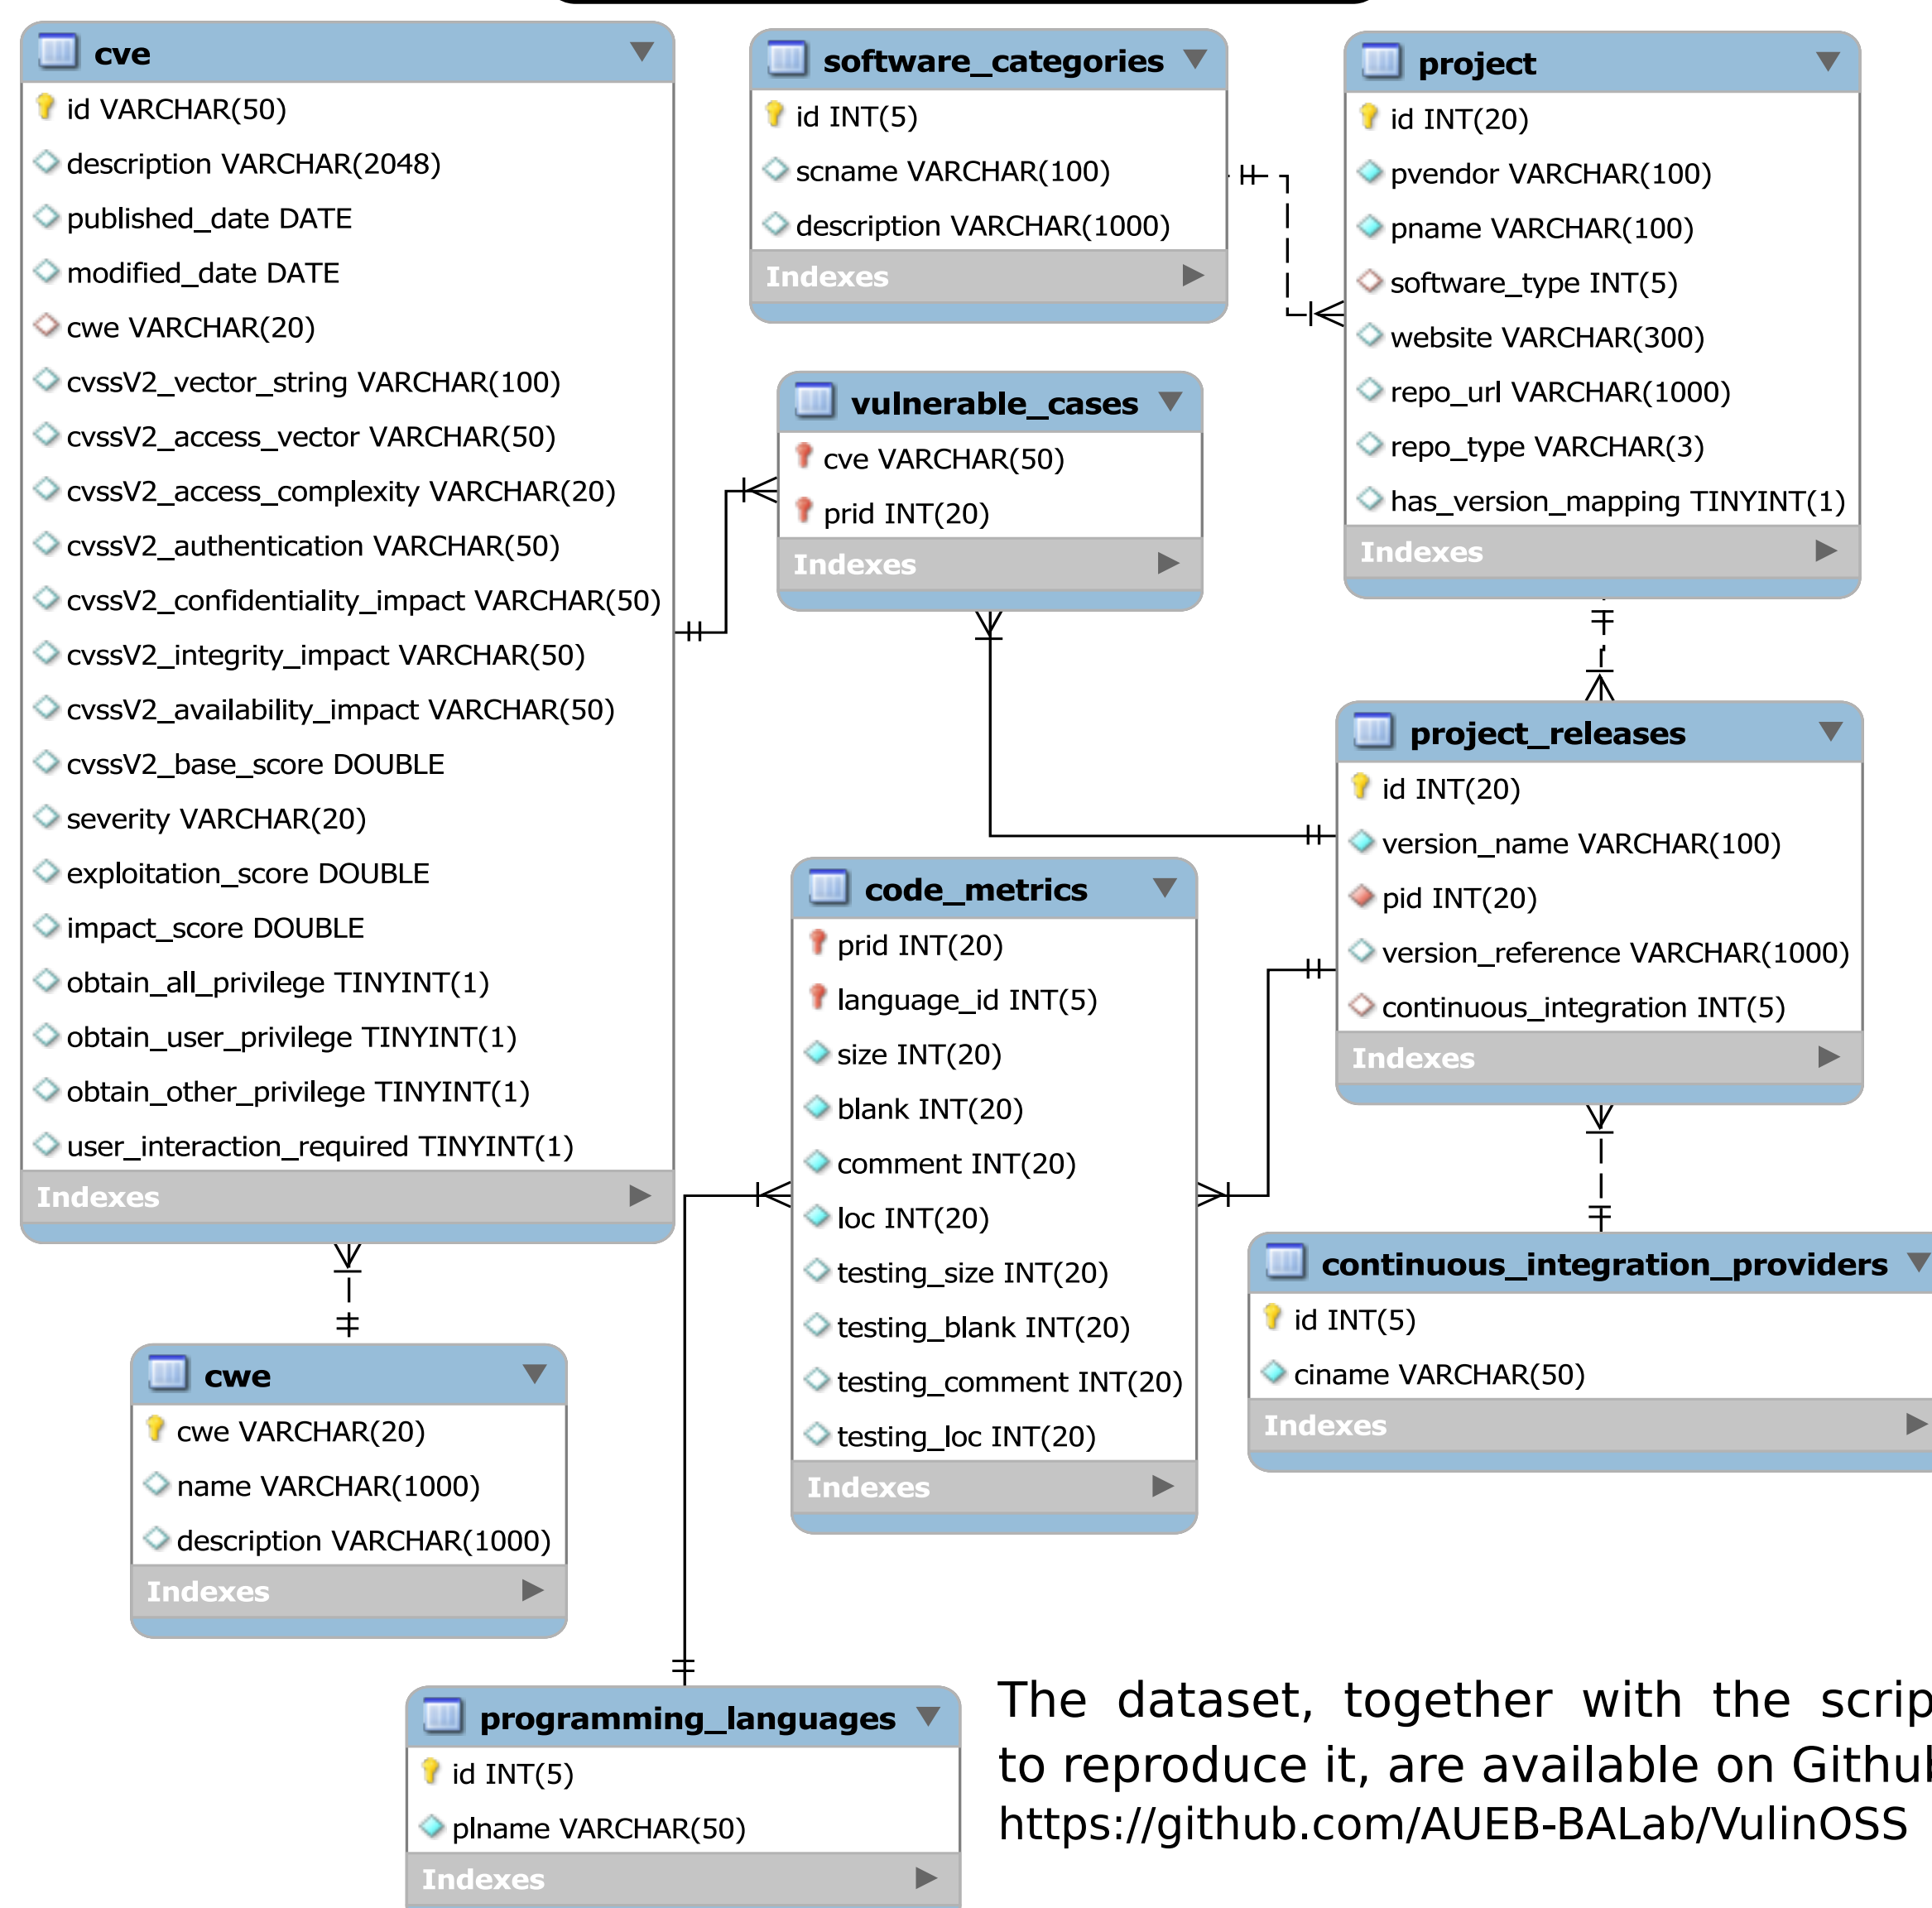 cve
id VARCHAR(50)
description VARCHAR(2048)
published_date DATE
modified_date DATE
cwe VARCHAR(20)
cvssV2_vector_string VARCHAR(100)
cvssV2_access_vector VARCHAR(50)
cvssV2_access_complexity VARCHAR(20)
cvssV2_authentication VARCHAR(50)
cvssV2_confidentiality_impact VARCHAR(50)
cvssV2_integrity_impact VARCHAR(50)
cvssV2_availability_impact VARCHAR(50)
cvssV2_base_score DOUBLE
severity VARCHAR(20)
exploitation_score DOUBLE
impact_score DOUBLE
obtain_all_privilege TINYINT(1)
obtain_user_privilege TINYINT(1)
obtain_other_privilege TINYINT(1)
user_interaction_required TINYINT(1)
Indexes
software_categories
id INT(5)
scname VARCHAR(100)
description VARCHAR(1000)
Indexes
project
id INT(20)
pvendor VARCHAR(100)
pname VARCHAR(100)
software_type INT(5)
website VARCHAR(300)
repo_url VARCHAR(1000)
repo_type VARCHAR(3)
has_version_mapping TINYINT(1)
Indexes
vulnerable_cases
cve VARCHAR(50)
prid INT(20)
Indexes
project_releases
id INT(20)
version_name VARCHAR(100)
pid INT(20)
version_reference VARCHAR(1000)
continuous_integration INT(5)
Indexes
code_metrics
prid INT(20)
language_id INT(5)
size INT(20)
blank INT(20)
comment INT(20)
loc INT(20)
testing_size INT(20)
testing_blank INT(20)
testing_comment INT(20)
testing_loc INT(20)
Indexes
continuous_integration_providers
id INT(5)
ciname VARCHAR(50)
Indexes
cwe
cwe VARCHAR(20)
name VARCHAR(1000)
description VARCHAR(1000)
Indexes
programming_languages
id INT(5)
plname VARCHAR(50)
Indexes
The dataset, together with the scrip
to reproduce it, are available on Github
https://github.com/AUEB-BALab/VulinOSS